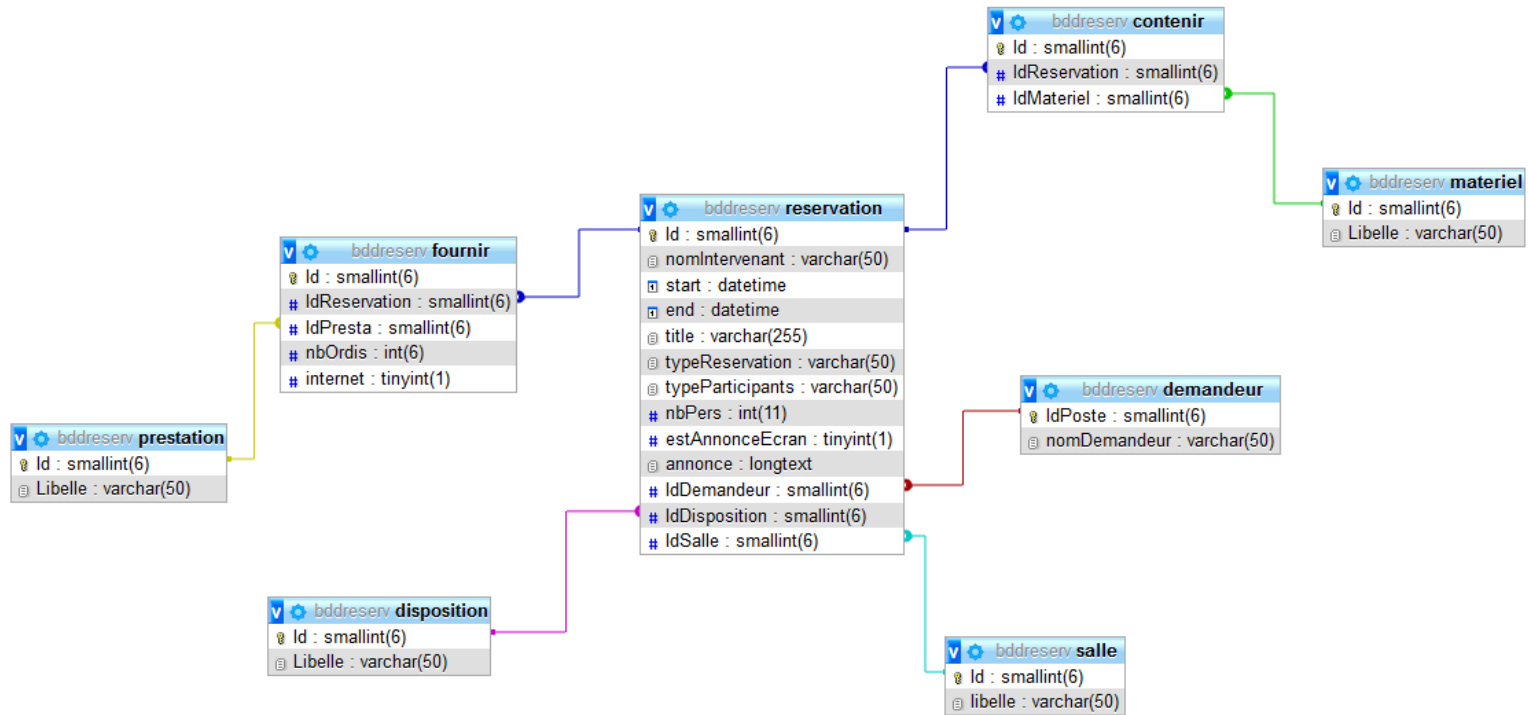 bddreserv contenir
Id : smallint(6)
IdReservation : smallint(6)
IdMateriel : smallint(6)
bddreserv materiel
Id : smallint(6)
Libelle : varchar(50)
bddreserv reservation
Id : smallint(6)
nomIntervenant : varchar(50)
start : datetime
end : datetime
title : varchar(255)
typeReservation : varchar(50)
typeParticipants : varchar(50)
nbPers : int(11)
estAnnonceEcran : tinyint(1)
annonce : longtext
IdDemandeur : smallint(6)
IdDisposition : smallint(6)
IdSalle : smallint(6)
bddreserv fournir
Id : smallint(6)
IdReservation : smallint(6)
IdPresta : smallint(6)
nbOrdis : int(6)
internet : tinyint(1)
bddreserv prestation
Id : smallint(6)
Libelle : varchar(50)
bddreserv demandeur
IdPoste : smallint(6)
nomDemandeur : varchar(50)
bddreserv disposition
Id : smallint(6)
Libelle : varchar(50)
bddreserv salle
Id : smallint(6)
libelle : varchar(50)